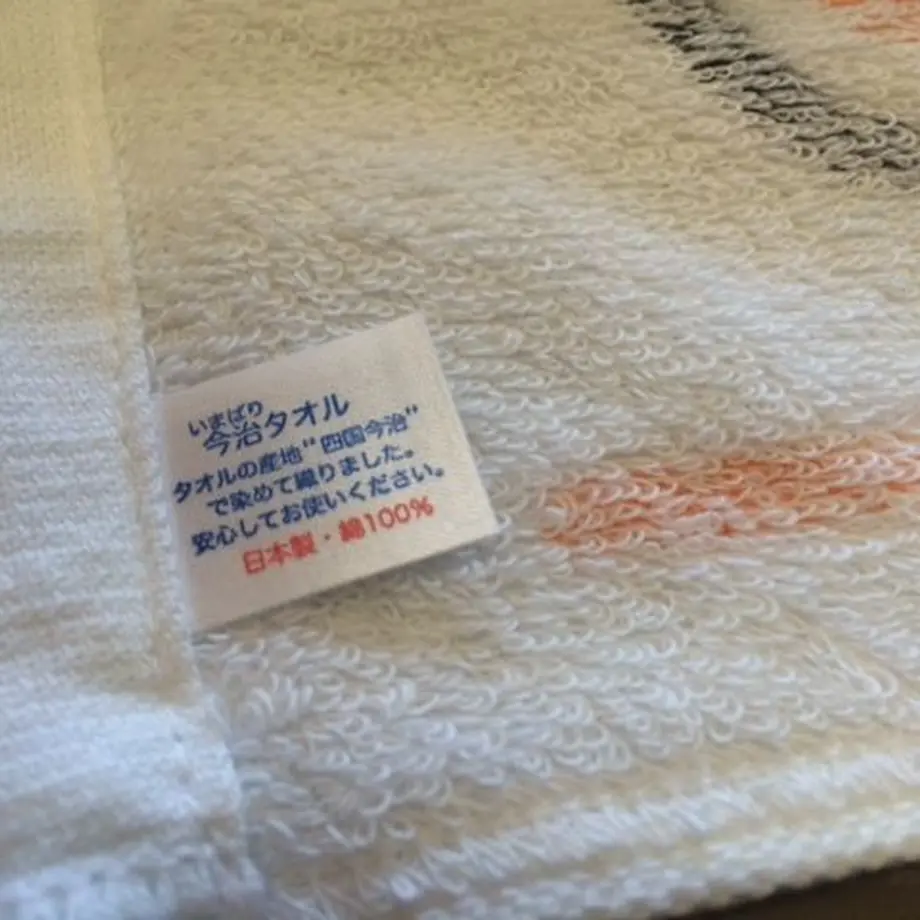 いまばり
今治タオル
タオルの産地"四国今治"
で染めて織りました。
安心してお使いください。
日本製・綿100%